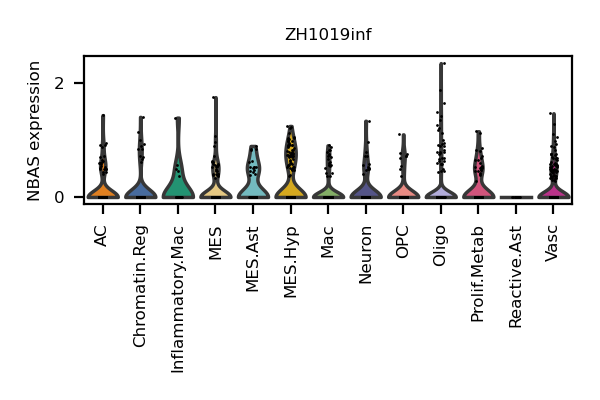 ZH1019inf
NBAS expression
2
0
AC
Chromatin.Reg
Inflammatory.Mac
MES
MES.Ast
MES.Hyp
Mac
Neuron
OPC
Oligo
Prolif.Metab
Reactive.Ast
Vasc